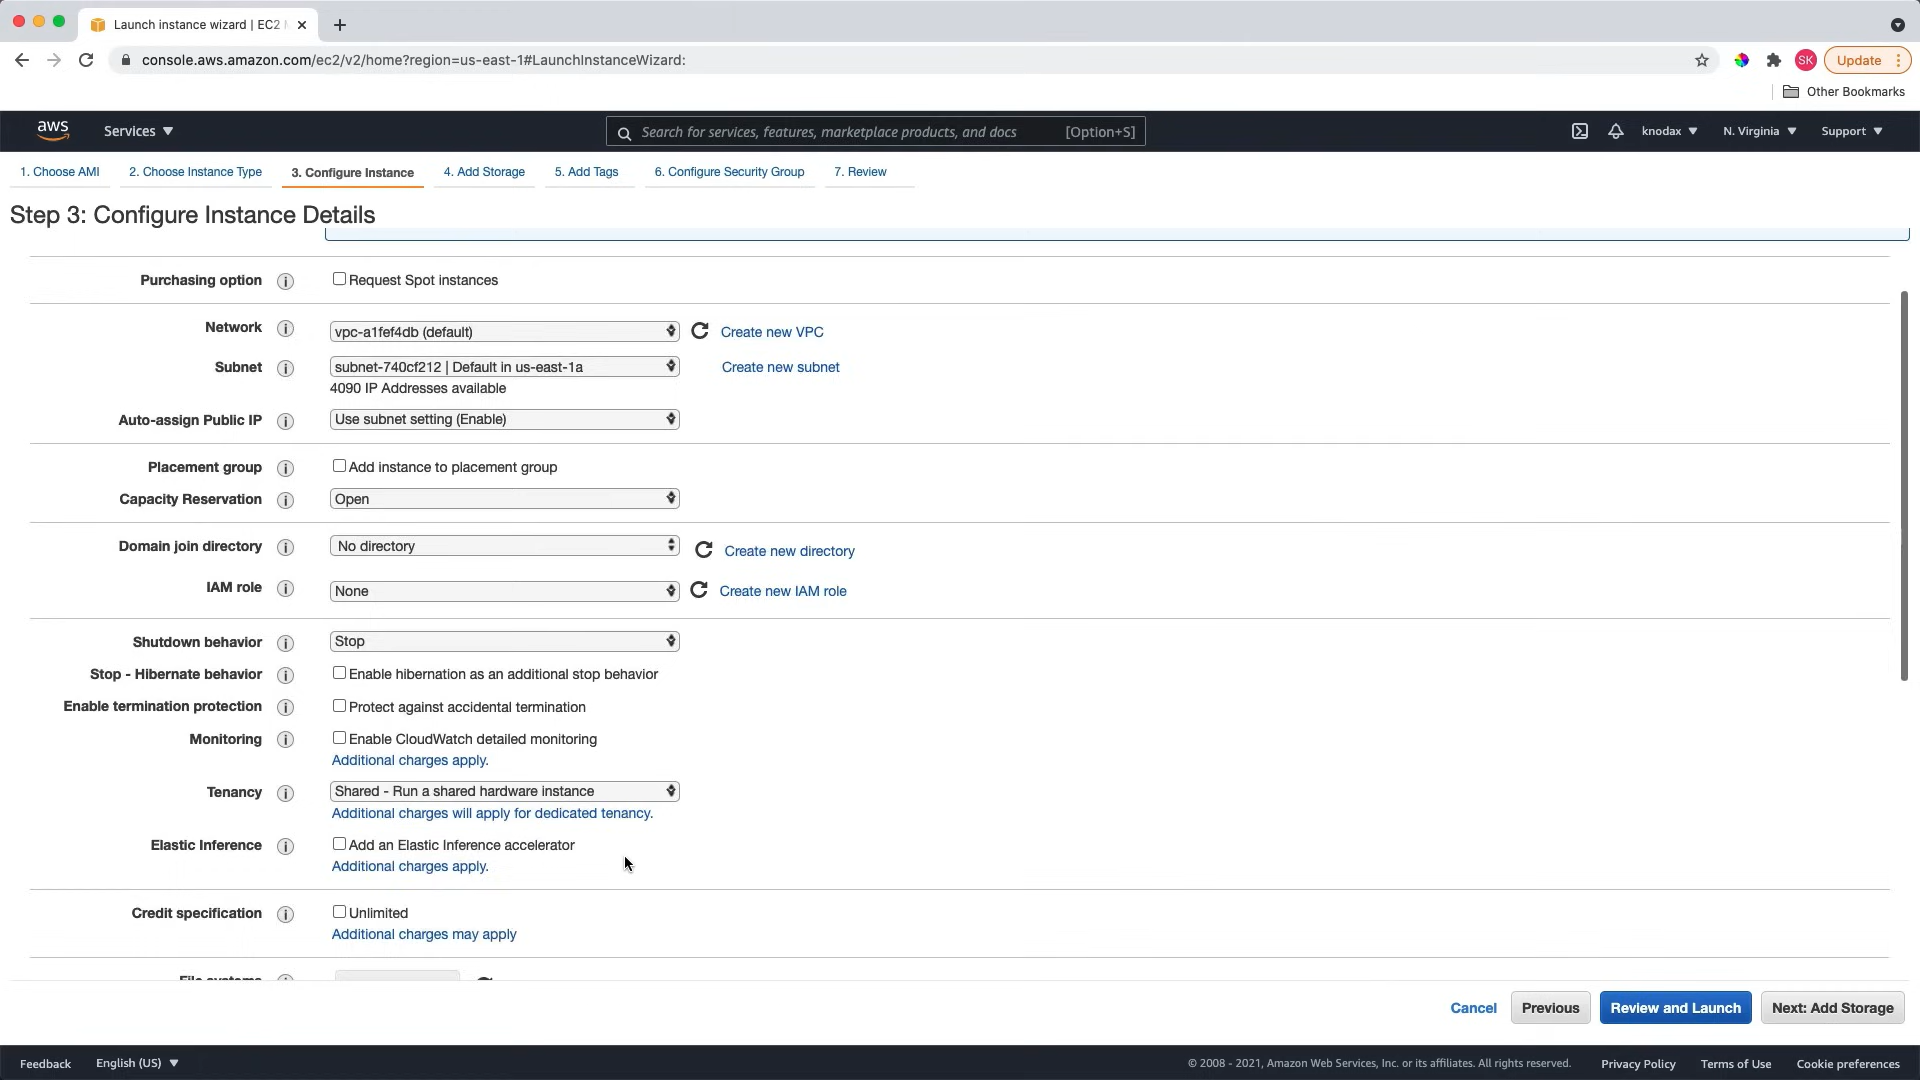 Launch instance wizard | EC2
console.aws.amazon.com/ec2/v2/home?region=us-east-1#LaunchInstanceWizard:
SK
Update
Other Bookmarks
aws
Services
Search for services, features, marketplace products, and docs
[Option+S]
knodax
N. Virginia
Support
1. Choose AMI
2. Choose Instance Type
3. Configure Instance
4. Add Storage
5. Add Tags
6. Configure Security Group
7. Review
Step 3: Configure Instance Details
Purchasing option
Request Spot instances
Network
vpc-a1fef4db (default)
Create new VPC
Subnet
subnet-740cf212 | Default in us-east-1a
Create new subnet
4090 IP Addresses available
Auto-assign Public IP
Use subnet setting (Enable)
Placement group
Add instance to placement group
Capacity Reservation
Open
Domain join directory
No directory
Create new directory
IAM role
None
Create new IAM role
Shutdown behavior
Stop
Stop - Hibernate behavior
Enable hibernation as an additional stop behavior
Enable termination protection
Protect against accidental termination
Monitoring
Enable CloudWatch detailed monitoring
Additional charges apply.
Tenancy
Shared - Run a shared hardware instance
Additional charges will apply for dedicated tenancy.
Elastic Inference
Add an Elastic Inference accelerator
Additional charges apply.
Credit specification
Unlimited
Additional charges may apply
File systems
Cancel
Previous
Review and Launch
Next: Add Storage
Feedback
English (US)
© 2008 - 2021, Amazon Web Services, Inc. or its affiliates. All rights reserved.
Privacy Policy
Terms of Use
Cookie preferences